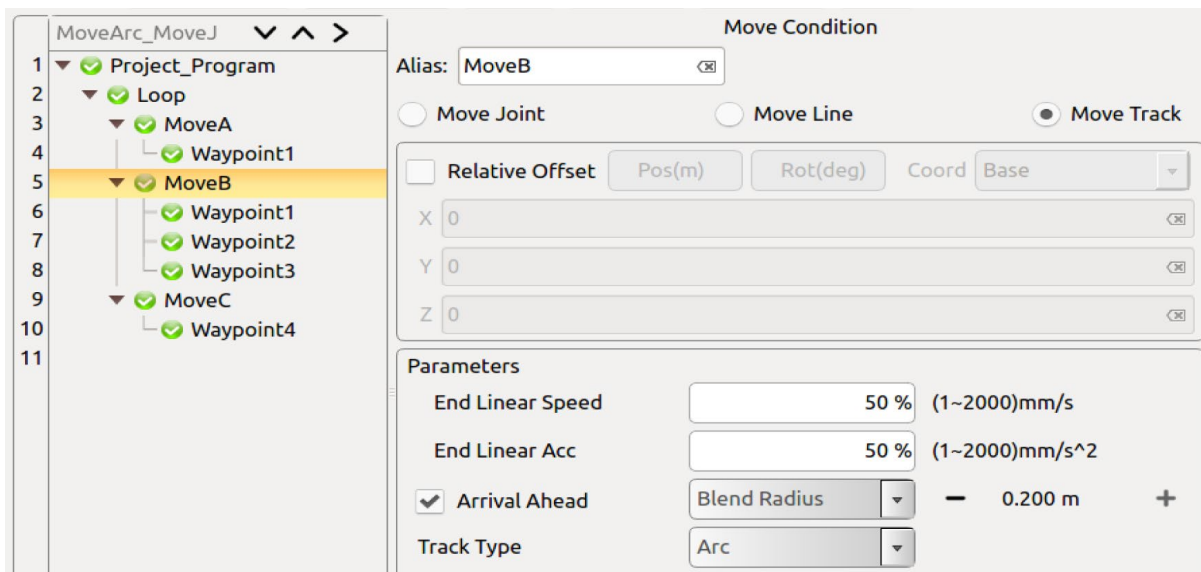 MoveArc_MoveJ
1 Project_Program
2 Loop
3 MoveA
4 Waypoint1
5 MoveB
6 Waypoint1
7 Waypoint2
8 Waypoint3
9 MoveC
10 Waypoint4
11
Move Condition
Alias: MoveB
Move Joint Move Line Move Track
Relative Offset Pos(m) Rot(deg) Coord Base
X 0
Y 0
Z 0
Parameters
End Linear Speed 50 % (1~2000)mm/s
End Linear Acc 50 % (1~2000)mm/s^2
Arrival Ahead Blend Radius − 0.200 m +
Track Type Arc